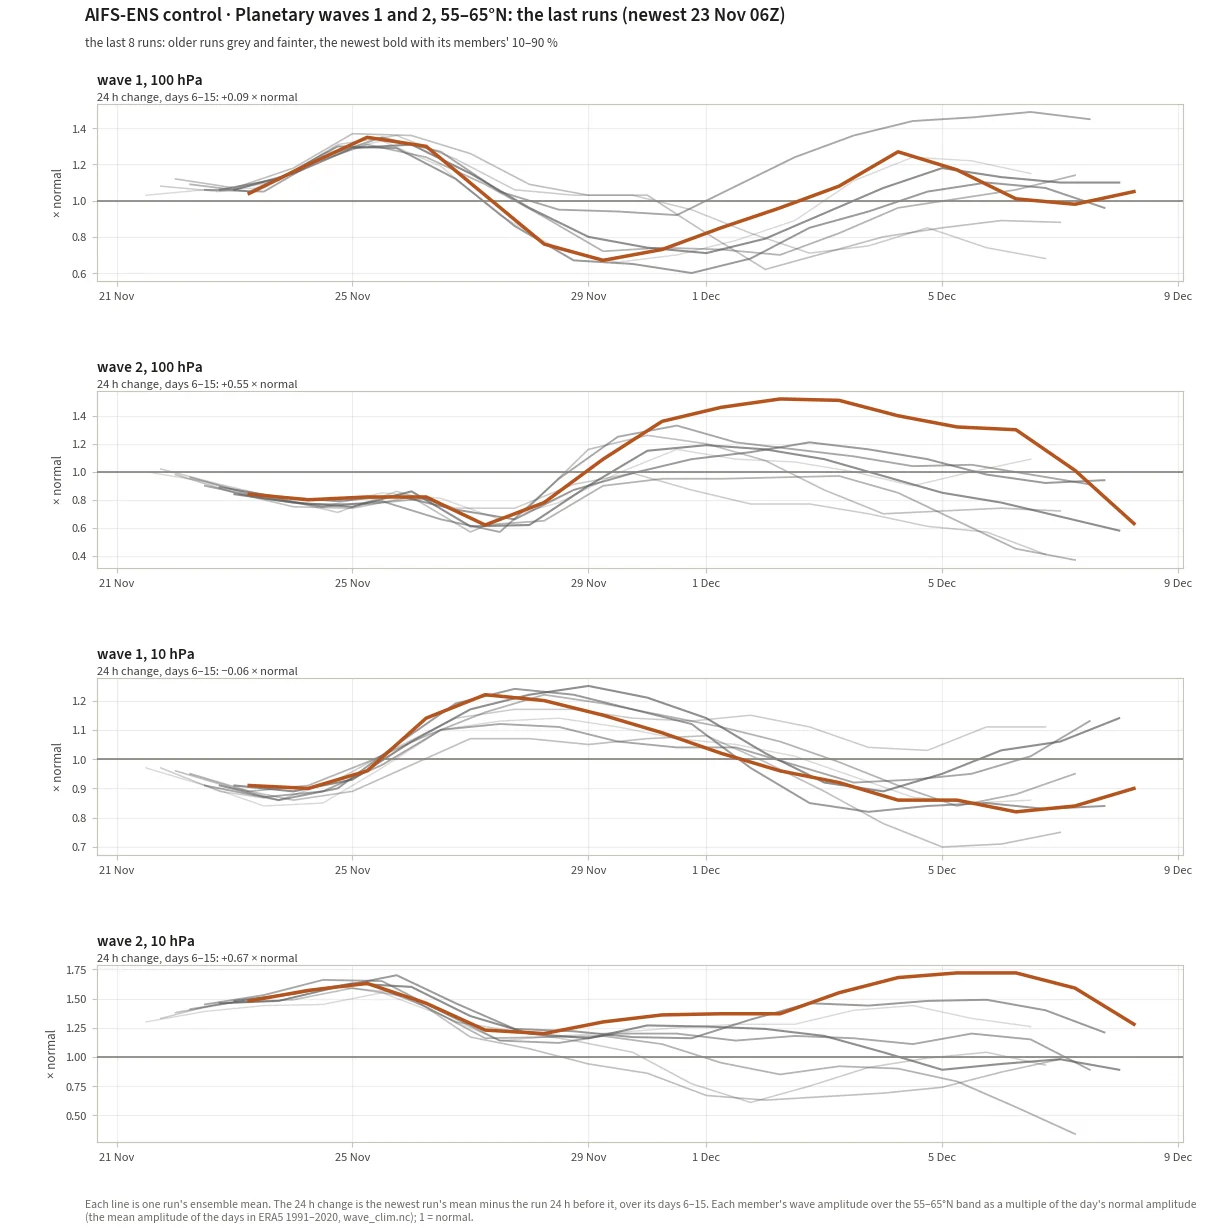 AIFS-ENS control · Planetary waves 1 and 2, 55–65°N: the last runs (newest 23 Nov 06Z)
the last 8 runs: older runs grey and fainter, the newest bold with its members' 10–90 %
wave 1, 100 hPa
24 h change, days 6–15: +0.09 × normal
1.4
1.2
1.0
0.8
0.6
× normal
21 Nov 25 Nov 29 Nov 1 Dec 5 Dec 9 Dec
wave 2, 100 hPa
24 h change, days 6–15: +0.55 × normal
1.4
1.2
1.0
0.8
0.6
0.4
× normal
21 Nov 25 Nov 29 Nov 1 Dec 5 Dec 9 Dec
wave 1, 10 hPa
24 h change, days 6–15: −0.06 × normal
1.2
1.1
1.0
0.9
0.8
0.7
× normal
21 Nov 25 Nov 29 Nov 1 Dec 5 Dec 9 Dec
wave 2, 10 hPa
24 h change, days 6–15: +0.67 × normal
1.75
1.50
1.25
1.00
0.75
0.50
× normal
21 Nov 25 Nov 29 Nov 1 Dec 5 Dec 9 Dec
Each line is one run's ensemble mean. The 24 h change is the newest run's mean minus the run 24 h before it, over its days 6–15. Each member's wave amplitude over the 55–65°N band as a multiple of the day's normal amplitude
(the mean amplitude of the days in ERA5 1991–2020, wave_clim.nc); 1 = normal.